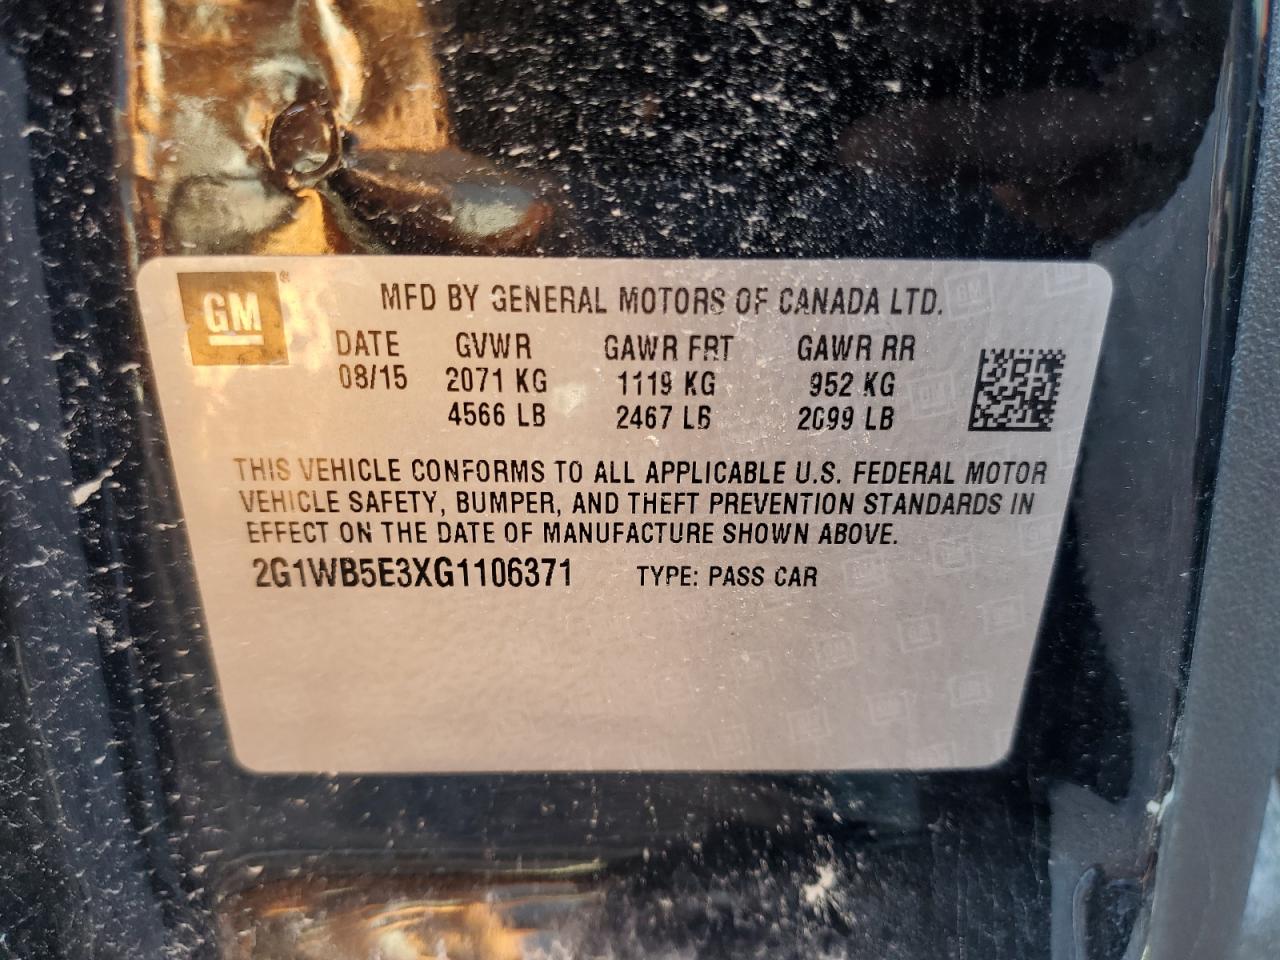 GM®
MFD BY GENERAL MOTORS OF CANADA LTD.
DATE GVWR GAWR FRT GAWR RR
08/15 2071 KG 1119 KG 952 KG
4566 LB 2467 LB 2099 LB
THIS VEHICLE CONFORMS TO ALL APPLICABLE U.S. FEDERAL MOTOR
VEHICLE SAFETY, BUMPER, AND THEFT PREVENTION STANDARDS IN
EFFECT ON THE DATE OF MANUFACTURE SHOWN ABOVE.
2G1WB5E3XG1106371 TYPE: PASS CAR